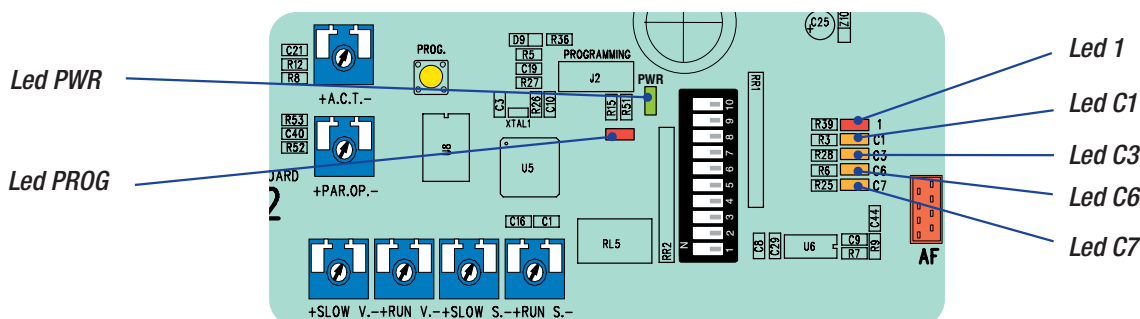 Led PWR
Led PROG
C21
R12
R8
+A.C.T.-
R53
C40
R52
+PAR.OP.-
UARD
2
PROG.
D9
R36
R5
C19
R27
PROGRAMMING
J2
C3
R26
C10
XTAL1
R15
R51
PWR
U8
U5
C16
C1
RL5
RR2
+SLOW V.-
+RUN V.-
+SLOW S.-
+RUN S.-
10
9
8
7
6
5
4
3
2
1
N
RR1
C25
Z10
R39
1
R3
C1
R28
C3
R6
C6
R25
C7
C8
C29
U6
C9
R7
R9
C44
AF
Led 1
Led C1
Led C3
Led C6
Led C7